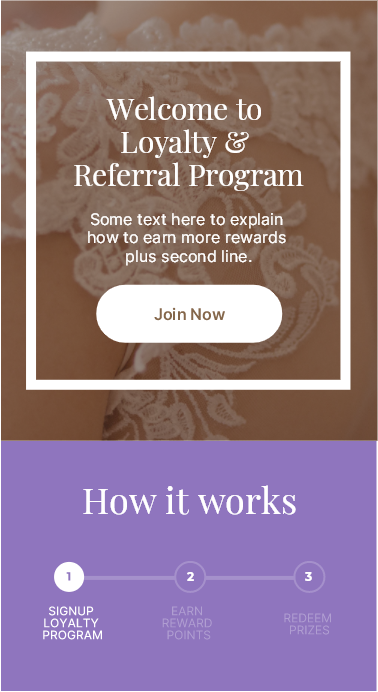 Welcome to
Loyalty &
Referral Program
Some text here to explain
how to earn more rewards
plus second line.
Join Now
How it works
1
2
3
SIGNUP
LOYALTY
PROGRAM
EARN
REWARD
POINTS
REDEEM
PRIZES